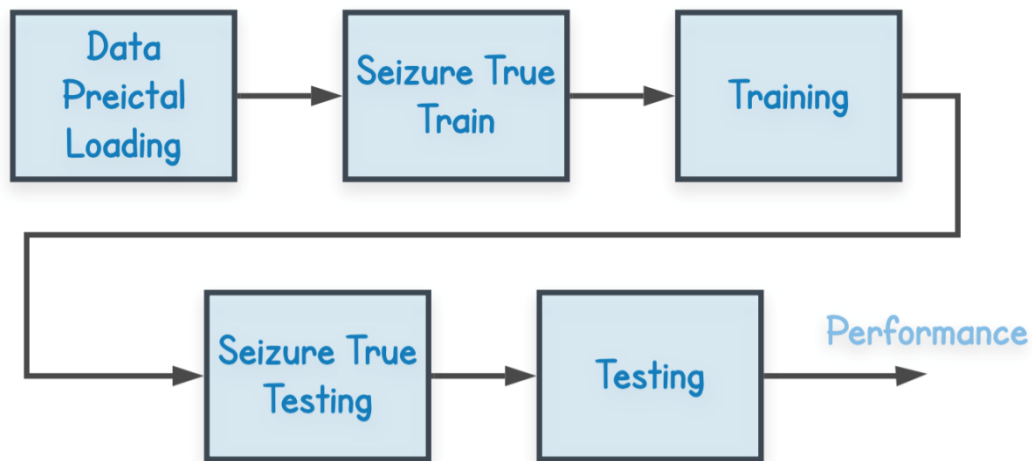 Data
Preictal
Loading
Seizure True
Train
Training
Seizure True
Testing
Testing
Performance